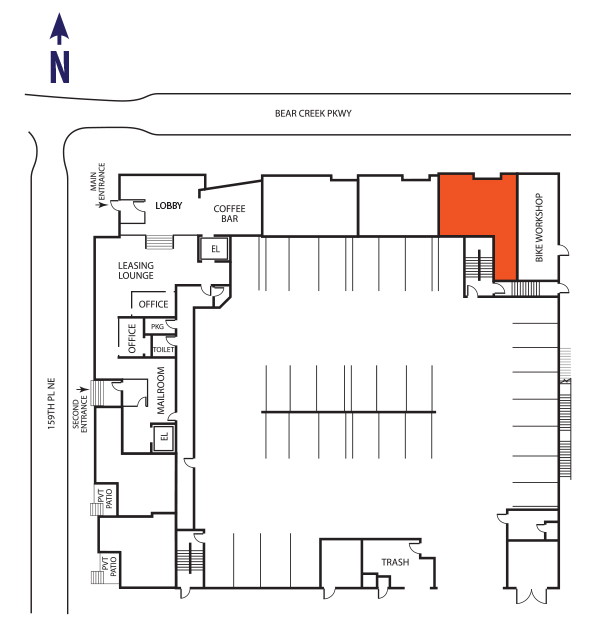 N
BEAR CREEK PKWY
MAIN
ENTRANCE
LOBBY
COFFEE
BAR
BIKE WORKSHOP
EL
LEASING
LOUNGE
OFFICE
OFFICE
PKG
TOILET
159TH PL NE
SECOND
ENTRANCE
MAILROOM
EL
PVT
PATIO
PVT
PATIO
TRASH